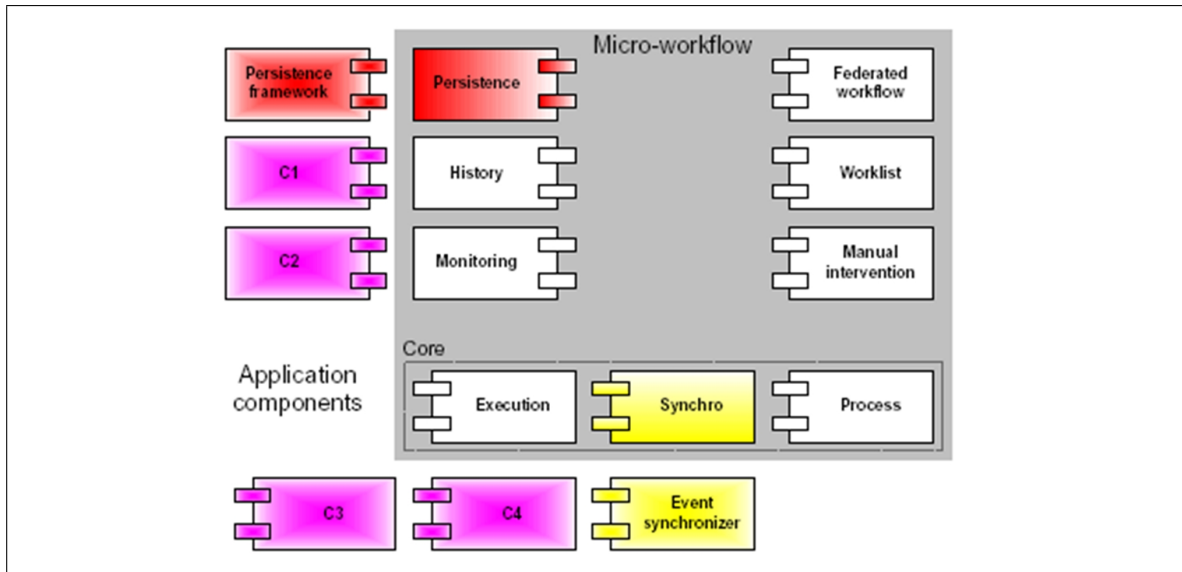 Micro-workflow
Persistence
framework
Persistence
Federated
workflow
C1
History
Worklist
C2
Monitoring
Manual
intervention
Application
components
Core
Execution
Synchro
Process
C3
C4
Event
synchronizer